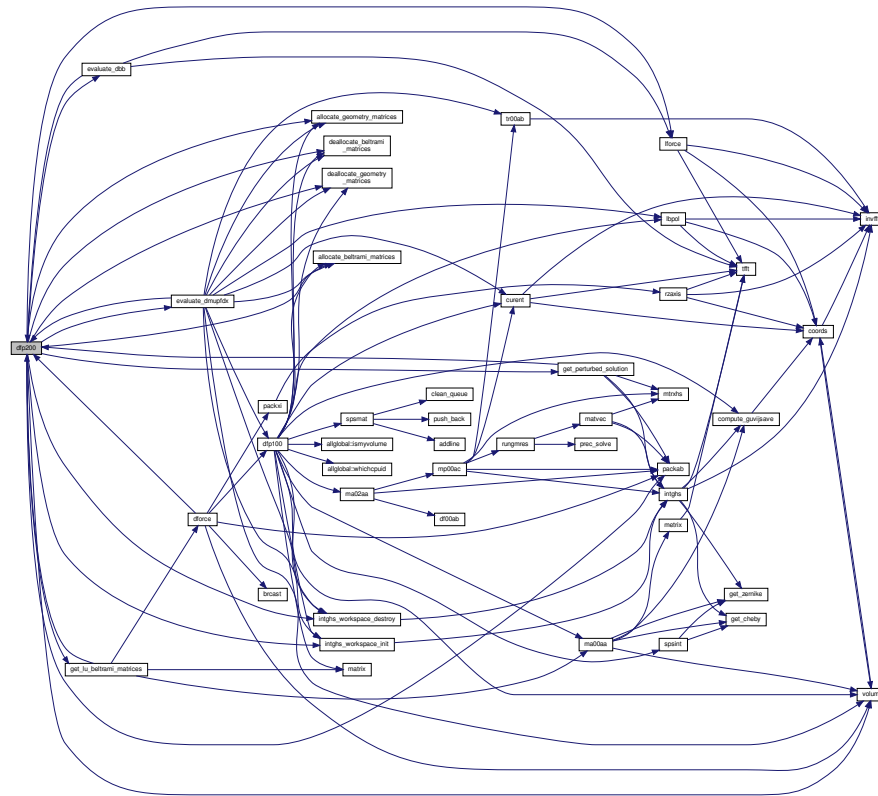 evaluate_dbb
allocate_geometry_matrices
tr00ab
deallocate_beltrami
_matrices
lforce
deallocate_geometry
_matrices
lbpol
invfft
allocate_beltrami_matrices
tfft
evaluate_dmupfdx
curent
rzaxis
coords
dfp200
get_perturbed_solution
clean_queue
mtrxhs
packxi
spsmat
push_back
matvec
compute_guvijsave
dfp100
allglobal::ismyvolume
addline
rungmres
prec_solve
allglobal::whichcpuid
mp00ac
packab
ma02aa
intghs
dforce
df00ab
metrix
brcast
get_zernike
intghs_workspace_destroy
get_cheby
intghs_workspace_init
ma00aa
spsint
get_lu_beltrami_matrices
matrix
volum